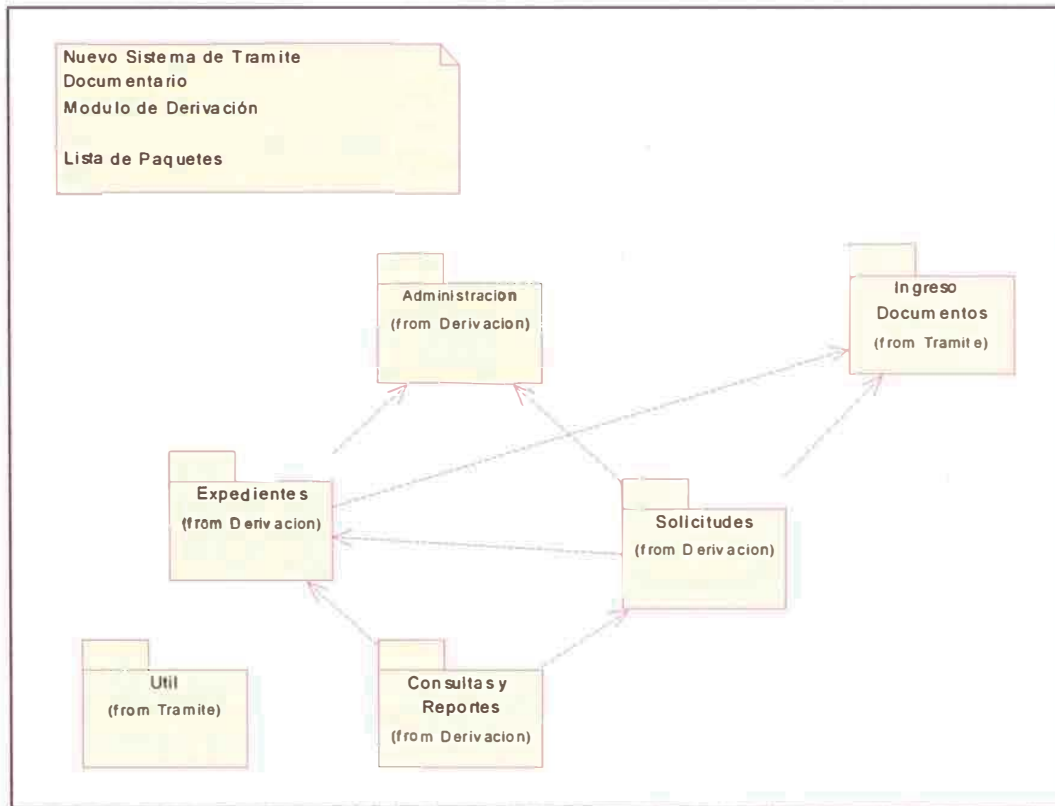 Nuevo Sistema de Tramite
Documentario
Modulo de Derivación
Lista de Paquetes
Administracion
(from Derivacion)
Ingreso
Documentos
(from Tramite)
Expedientes
(from Derivacion)
Solicitudes
(from Derivacion)
Util
(from Tramite)
Consultas y
Reportes
(from Derivacion)